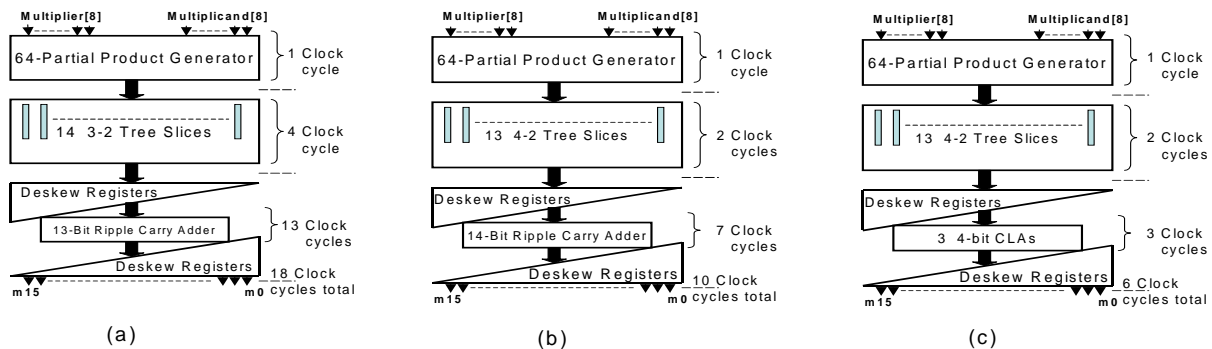 Multiplier[8] Multiplicand[8]
64-Partial Product Generator
1 Clock
cycle
14 3-2 Tree Slices
4 Clock
cycle
Deskew Registers
13-Bit Ripple Carry Adder
13 Clock
cycles
Deskew Registers
18 Clock
cycles total
m15 m0
(a)
Multiplier[8] Multiplicand[8]
64-Partial Product Generator
1 Clock
cycle
13 4-2 Tree Slices
2 Clock
cycles
Deskew Registers
14-Bit Ripple Carry Adder
7 Clock
cycles
Deskew Registers
10 Clock
cycles total
m15 m0
(b)
Multiplier[8] Multiplicand[8]
64-Partial Product Generator
1 Clock
cycle
13 4-2 Tree Slices
2 Clock
cycles
Deskew Registers
3 4-bit CLAs
3 Clock
cycles
Deskew Registers
6 Clock
cycles total
m15 m0
(c)